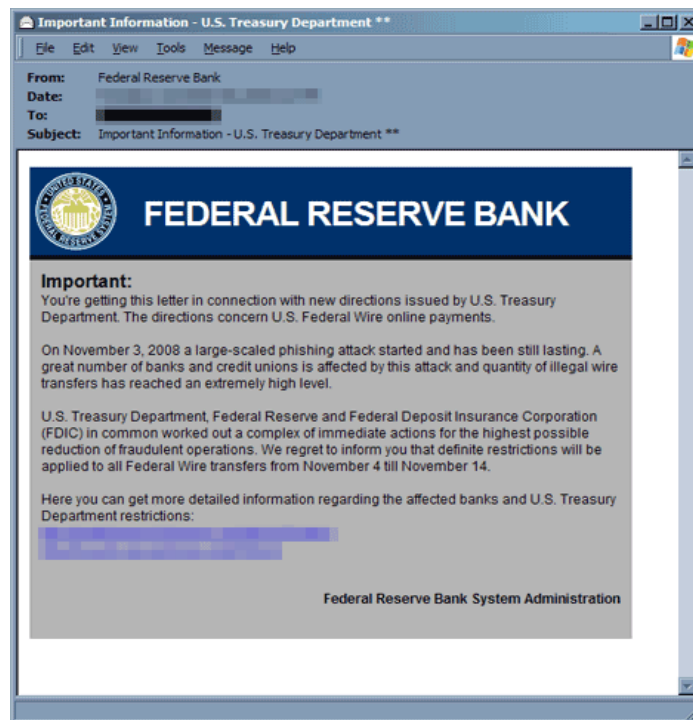 Important Information - U.S. Treasury Department **
File Edit View Tools Message Help
From: Federal Reserve Bank
Date:
To:
Subject: Important Information - U.S. Treasury Department **
FEDERAL RESERVE BANK
Important:
You're getting this letter in connection with new directions issued by U.S. Treasury
Department. The directions concern U.S. Federal Wire online payments.
On November 3, 2008 a large-scaled phishing attack started and has been still lasting. A
great number of banks and credit unions is affected by this attack and quantity of illegal wire
transfers has reached an extremely high level.
U.S. Treasury Department, Federal Reserve and Federal Deposit Insurance Corporation
(FDIC) in common worked out a complex of immediate actions for the highest possible
reduction of fraudulent operations. We regret to inform you that definite restrictions will be
applied to all Federal Wire transfers from November 4 till November 14.
Here you can get more detailed information regarding the affected banks and U.S. Treasury
Department restrictions:
Federal Reserve Bank System Administration